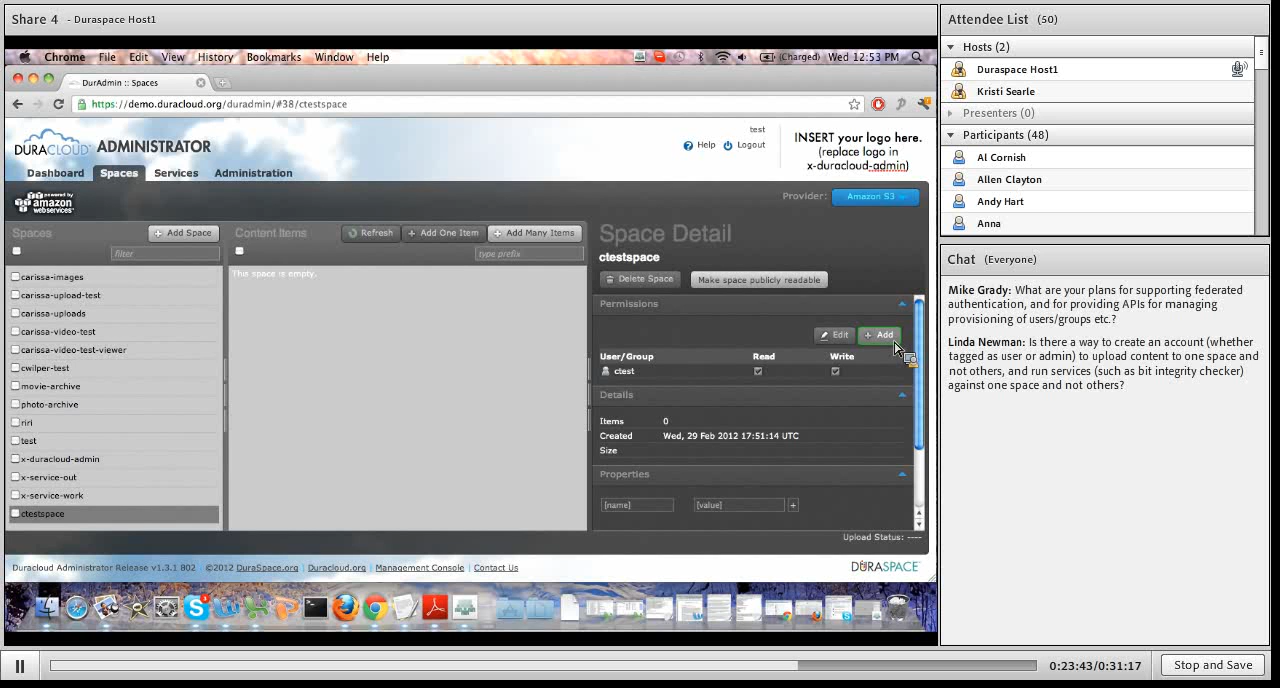 Share 4 - Duraspace Host1
Chrome File Edit View History Bookmarks Window Help (Charged) Wed 12:53 PM
DurAdmin :: Spaces
https://demo.duracloud.org/duradmin/#38/ctestspace
DURACLOUD ADMINISTRATOR
test
Help Logout
INSERT your logo here.
(replace logo in
x-duracloud-admin)
Dashboard Spaces Services Administration
powered by
amazon
webservices
Provider: Amazon S3
Spaces
Add Space
filter
carissa-images
carissa-upload-test
carissa-uploads
carissa-video-test
carissa-video-test-viewer
cwilper-test
movie-archive
photo-archive
riri
test
x-duracloud-admin
x-service-out
x-service-work
ctestspace
Content Items
Refresh + Add One Item + Add Many Items
type prefix
This space is empty.
Space Detail
ctestspace
Delete Space Make space publicly readable
Permissions
Edit + Add
User/Group Read Write
ctest
Details
Items 0
Created Wed, 29 Feb 2012 17:51:14 UTC
Size
Properties
[name] [value] +
Upload Status: ----
Duracloud Administrator Release v1.3.1 802 | ©2012 DuraSpace.org | Duracloud.org | Management Console | Contact Us
DURASPACE
Attendee List (50)
Hosts (2)
Duraspace Host1
Kristi Searle
Presenters (0)
Participants (48)
Al Cornish
Allen Clayton
Andy Hart
Anna
Chat (Everyone)
Mike Grady: What are your plans for supporting federated
authentication, and for providing APIs for managing
provisioning of users/groups etc.?
Linda Newman: Is there a way to create an account (whether
tagged as user or admin) to upload content to one space and
not others, and run services (such as bit integrity checker)
against one space and not others?
0:23:43/0:31:17
Stop and Save